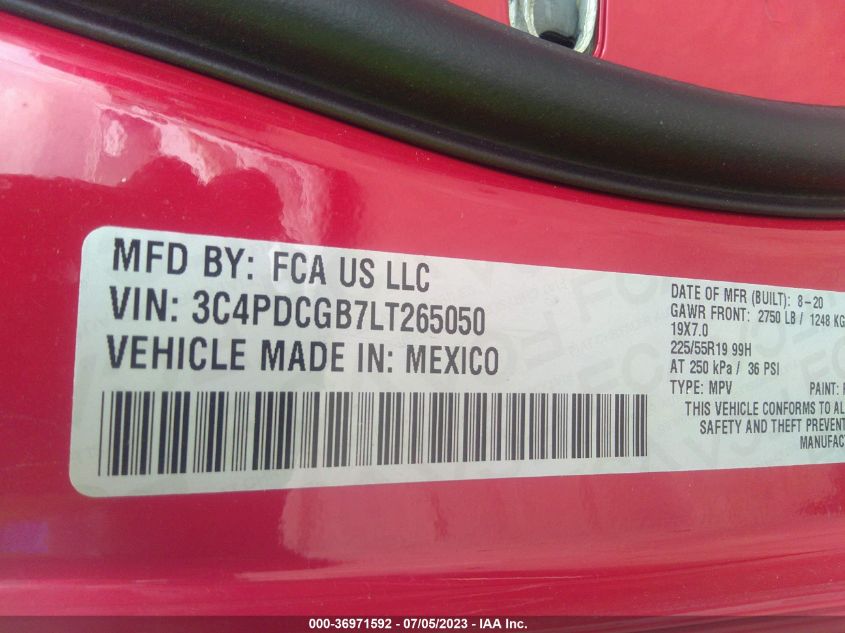 MFD BY: FCA US LLC
VIN: 3C4PDCGB7LT265050
VEHICLE MADE IN: MEXICO
DATE OF MFR (BUILT): 8-20
GAWR FRONT: 2750 LB / 1248 KG
19X7.0
225/55R19 99H
AT 250 kPa / 36 PSI
TYPE: MPV PAINT:
THIS VEHICLE CONFORMS TO AL
SAFETY AND THEFT PREVENT
MANUFAC
000-36971592 - 07/05/2023 - IAA Inc.